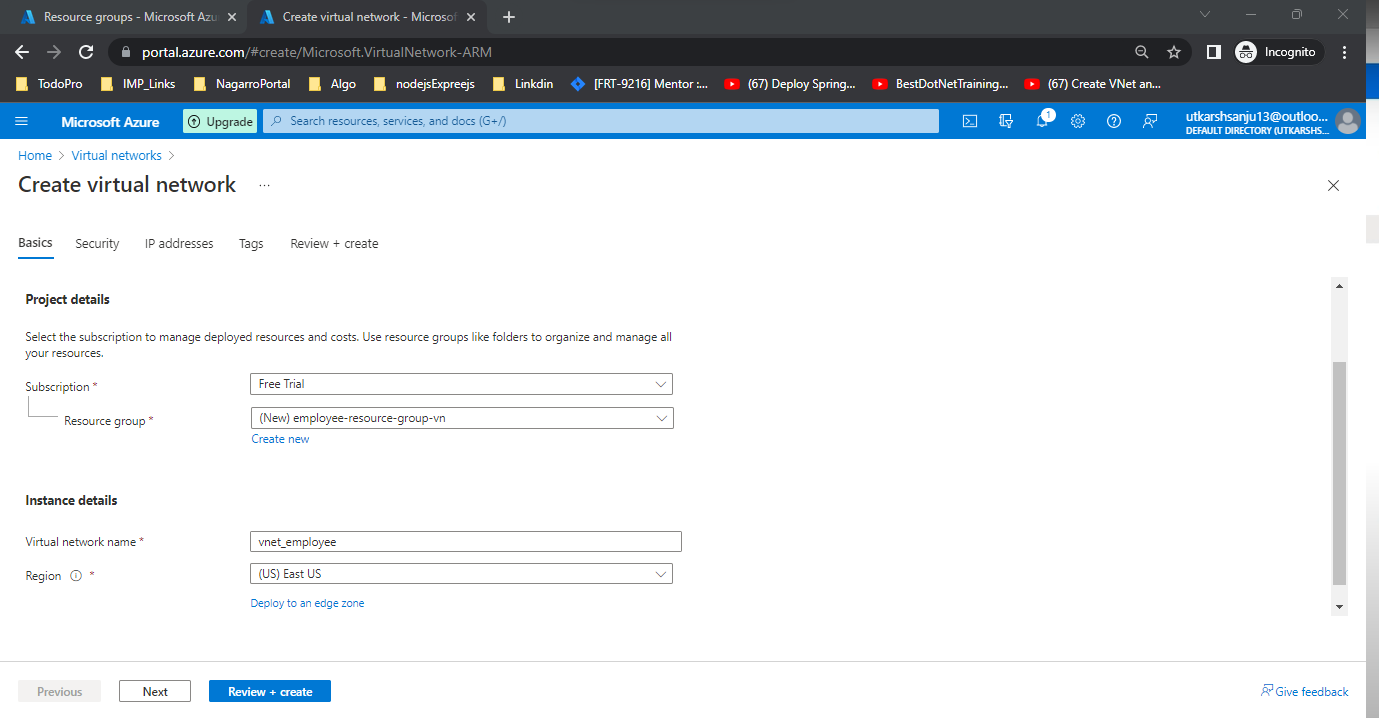 Resource groups - Microsoft Azu
Create virtual network - Microsof
portal.azure.com/#create/Microsoft.VirtualNetwork-ARM
Incognito
TodoPro
IMP_Links
NagarroPortal
Algo
nodejsExpreejs
Linkdin
[FRT-9216] Mentor :...
(67) Deploy Spring...
BestDotNetTraining...
(67) Create VNet an...
Microsoft Azure
Upgrade
Search resources, services, and docs (G+/)
1
utkarshsanju13@outloo...
DEFAULT DIRECTORY (UTKARSHS...
Home > Virtual networks >
Create virtual network ...
Basics
Security
IP addresses
Tags
Review + create
Project details
Select the subscription to manage deployed resources and costs. Use resource groups like folders to organize and manage all
your resources.
Subscription *
Free Trial
Resource group *
(New) employee-resource-group-vn
Create new
Instance details
Virtual network name *
vnet_employee
Region *
(US) East US
Deploy to an edge zone
Previous
Next
Review + create
Give feedback